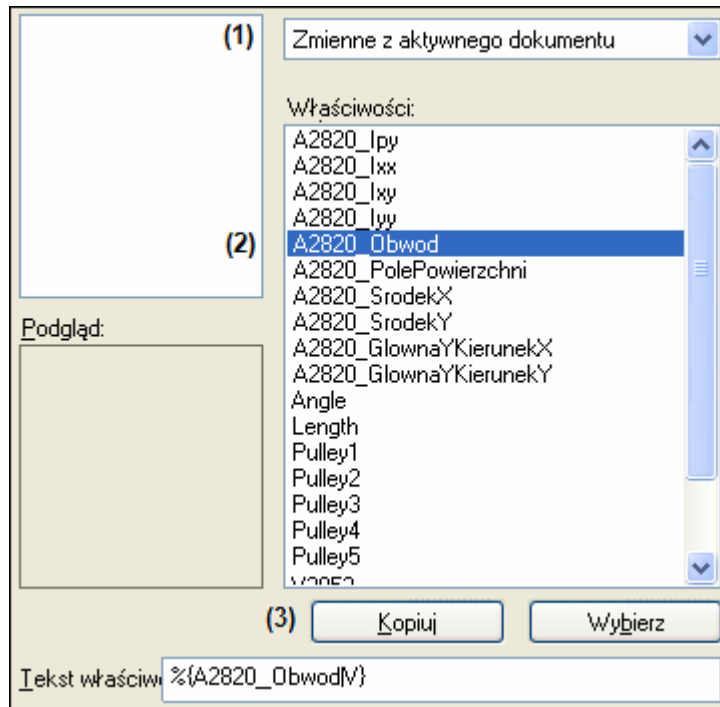 (1)
Zmienne z aktywnego dokumentu
Właściwości:
A2820_Ipy
A2820_Ixx
A2820_Ixy
A2820_Iyy
(2)
A2820_Obwod
A2820_PolePowierzchni
A2820_SrodekX
A2820_SrodekY
A2820_GlownaYKierunekX
A2820_GlownaYKierunekY
Angle
Length
Pulley1
Pulley2
Pulley3
Pulley4
Pulley5
Podgląd:
(3)
Kopiuj
Wybierz
Tekst właściw
%{A2820_Obwod|V}